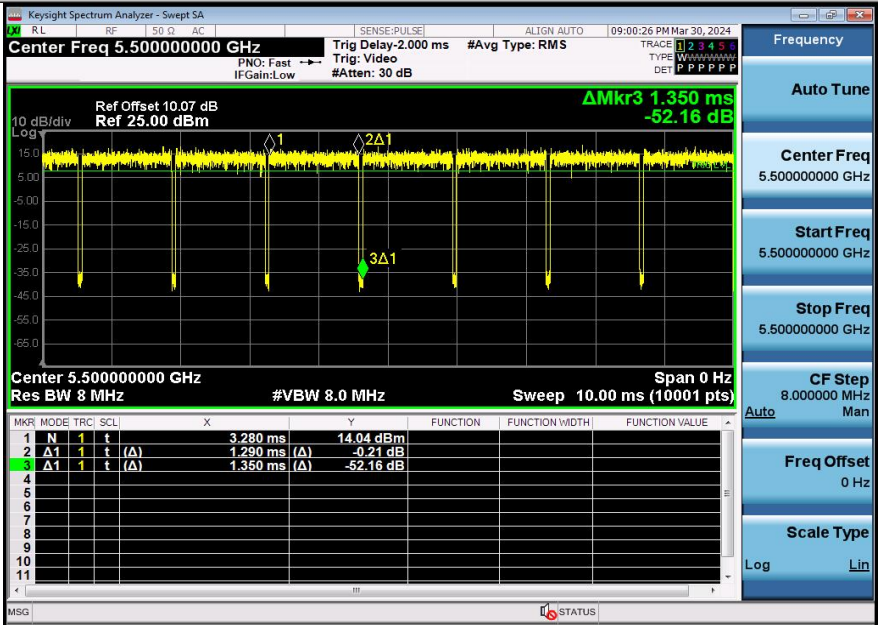 Keysight Spectrum Analyzer - Swept SA
LXI RL RF 50 Ω AC SENSE:PULSE ALIGN AUTO 09:00:26 PM Mar 30, 2024
Center Freq 5.500000000 GHz
PNO: Fast
IFGain:Low
Trig Delay-2.000 ms
Trig: Video
#Atten: 30 dB
#Avg Type: RMS
TRACE 1 2 3 4 5 6
TYPE WWWWWW
DET P P P P P P
ΔMkr3 1.350 ms
-52.16 dB
Ref Offset 10.07 dB
10 dB/div Ref 25.00 dBm
Log
15.0
5.00
-5.00
-15.0
-25.0
-35.0
-45.0
-55.0
-65.0
1
2Δ1
3Δ1
Center 5.500000000 GHz Span 0 Hz
Res BW 8 MHz #VBW 8.0 MHz Sweep 10.00 ms (10001 pts)
MKR MODE TRC SCL X Y FUNCTION FUNCTION WIDTH FUNCTION VALUE
1 N 1 t 3.280 ms 14.04 dBm
2 Δ1 1 t (Δ) 1.290 ms (Δ) -0.21 dB
3 Δ1 1 t (Δ) 1.350 ms (Δ) -52.16 dB
4
5
6
7
8
9
10
11
MSG STATUS
Frequency
Auto Tune
Center Freq
5.500000000 GHz
Start Freq
5.500000000 GHz
Stop Freq
5.500000000 GHz
CF Step
8.000000 MHz
Auto Man
Freq Offset
0 Hz
Scale Type
Log Lin